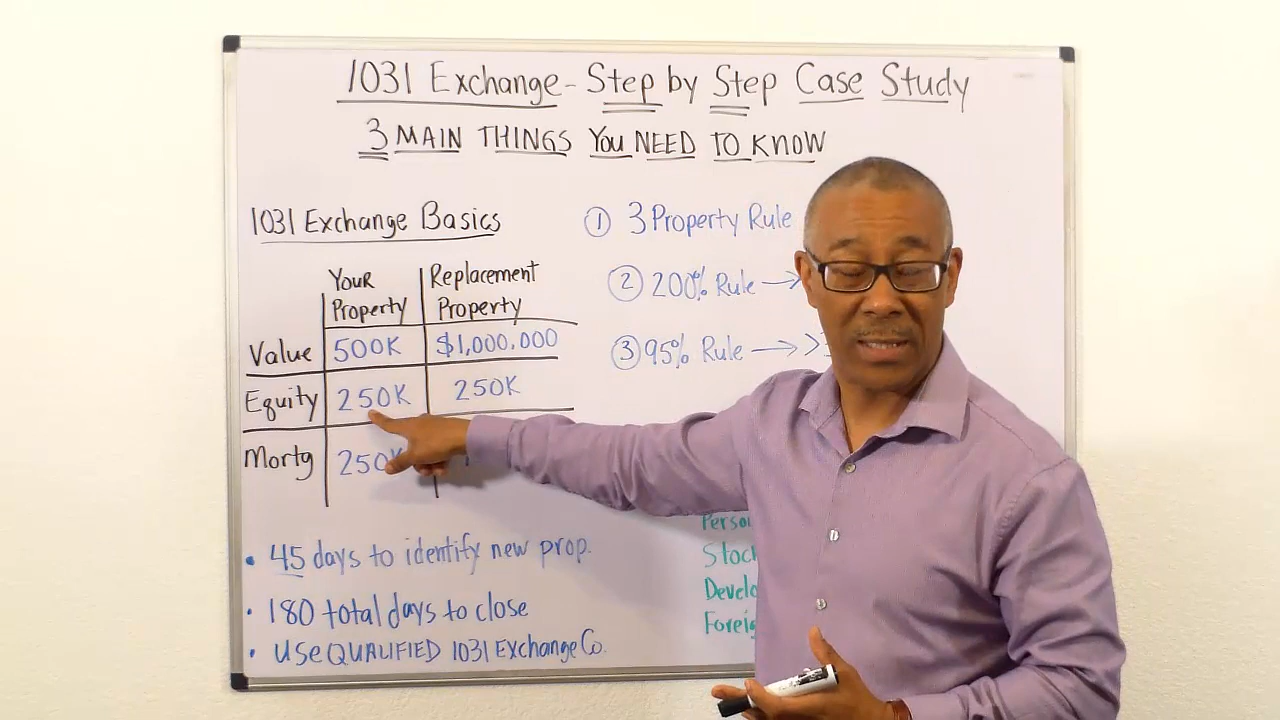 1031 Exchange - Step by Step Case Study
3 MAIN THINGS YOU NEED TO KNOW
1031 Exchange Basics
YOUR Property
Replacement Property
Value 500K $1,000.000
Equity 250K 250K
Mortg 250K
• 45 days to identify new prop.
• 180 total days to close
• USE QUALIFIED 1031 Exchange Co.
① 3 Property Rule
② 200% Rule →
③ 95% Rule → >